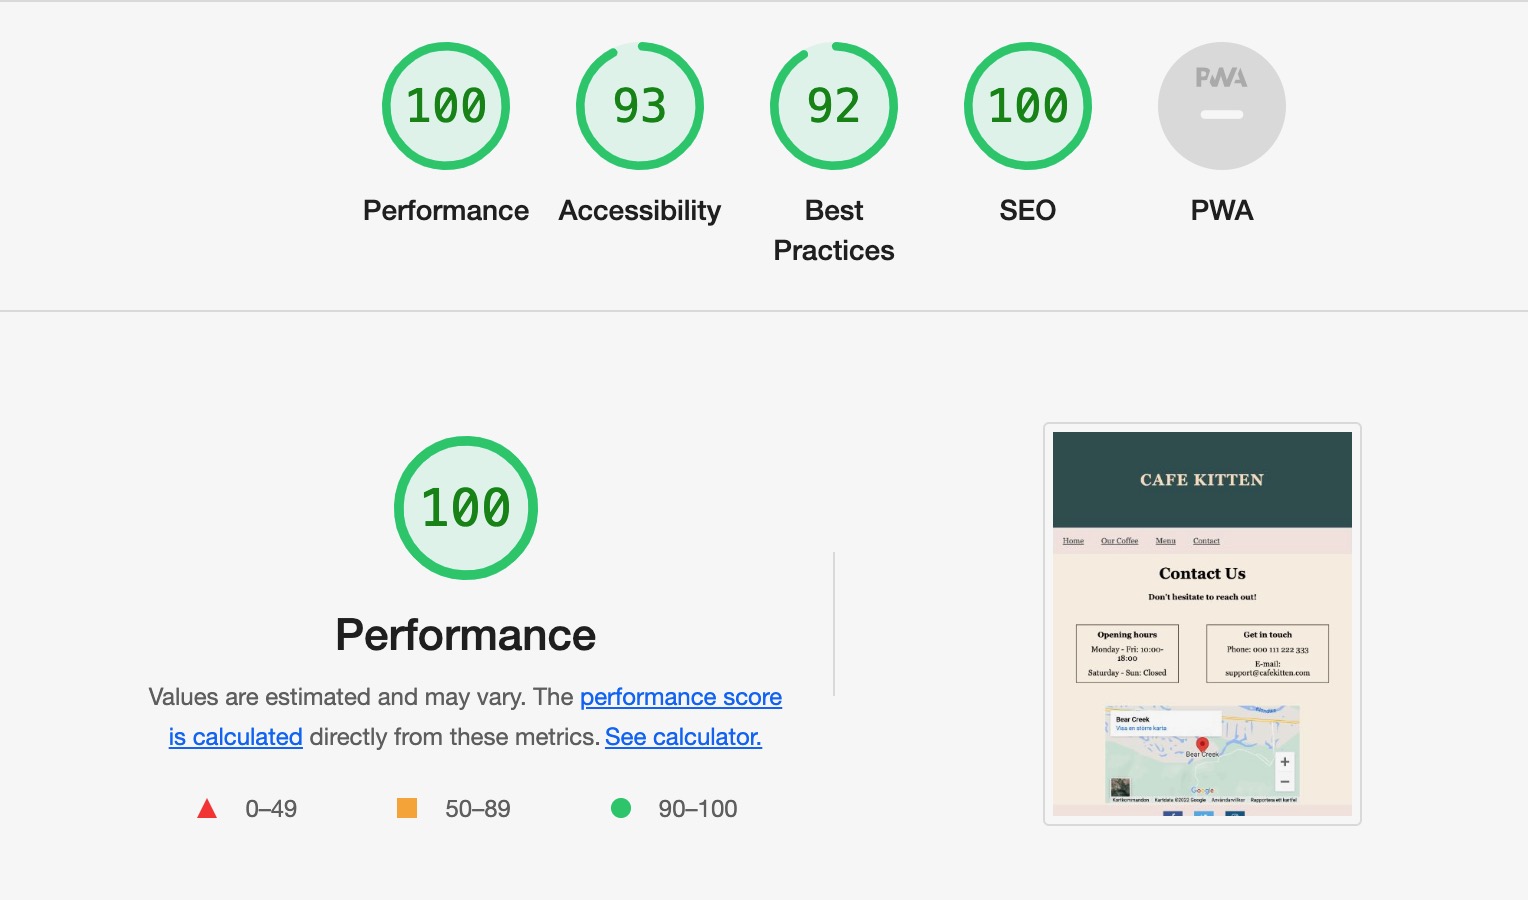 100
93
92
100
PWA
Performance
Accessibility
Best
Practices
SEO
PWA
100
Performance
Values are estimated and may vary. The performance score
is calculated directly from these metrics. See calculator.
0–49
50–89
90–100
CAFE KITTEN
Home
Our Coffee
Menu
Contact
Contact Us
Don't hesitate to reach out!
Opening hours
Monday - Fri: 10:00-
18:00
Saturday - Sun: Closed
Get in touch
Phone: 000 111 222 333
E-mail:
support@cafekitten.com
Bear Creek
Visa en större karta
Bear Creek
Google
Kortkommandon
Kartdata ©2022 Google
Användarvillkor
Rapportera ett kartfel